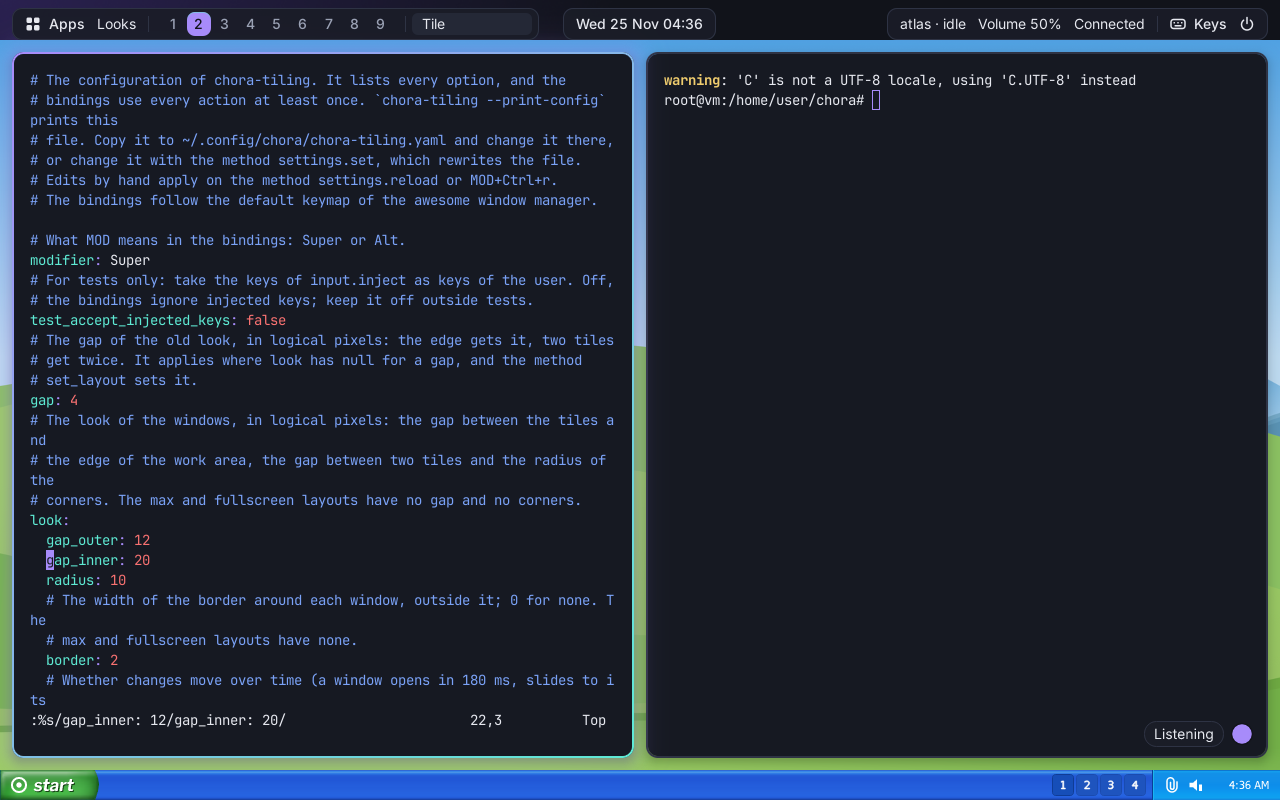 Apps Looks 1 2 3 4 5 6 7 8 9 Tile Wed 25 Nov 04:36 atlas · idle Volume 50% Connected Keys
# The configuration of chora-tiling. It lists every option, and the
# bindings use every action at least once. `chora-tiling --print-config`
prints this
# file. Copy it to ~/.config/chora/chora-tiling.yaml and change it there,
# or change it with the method settings.set, which rewrites the file.
# Edits by hand apply on the method settings.reload or MOD+Ctrl+r.
# The bindings follow the default keymap of the awesome window manager.
# What MOD means in the bindings: Super or Alt.
modifier: Super
# For tests only: take the keys of input.inject as keys of the user. Off,
# the bindings ignore injected keys; keep it off outside tests.
test_accept_injected_keys: false
# The gap of the old look, in logical pixels: the edge gets it, two tiles
# get twice. It applies where look has null for a gap, and the method
# set_layout sets it.
gap: 4
# The look of the windows, in logical pixels: the gap between the tiles a
nd
# the edge of the work area, the gap between two tiles and the radius of
the
# corners. The max and fullscreen layouts have no gap and no corners.
look:
  gap_outer: 12
  gap_inner: 20
  radius: 10
  # The width of the border around each window, outside it; 0 for none. T
he
  # max and fullscreen layouts have none.
  border: 2
  # Whether changes move over time (a window opens in 180 ms, slides to i
ts
:%s/gap_inner: 12/gap_inner: 20/ 22,3 Top
warning: 'C' is not a UTF-8 locale, using 'C.UTF-8' instead
root@vm:/home/user/chora#
Listening
start 1 2 3 4 4:36 AM